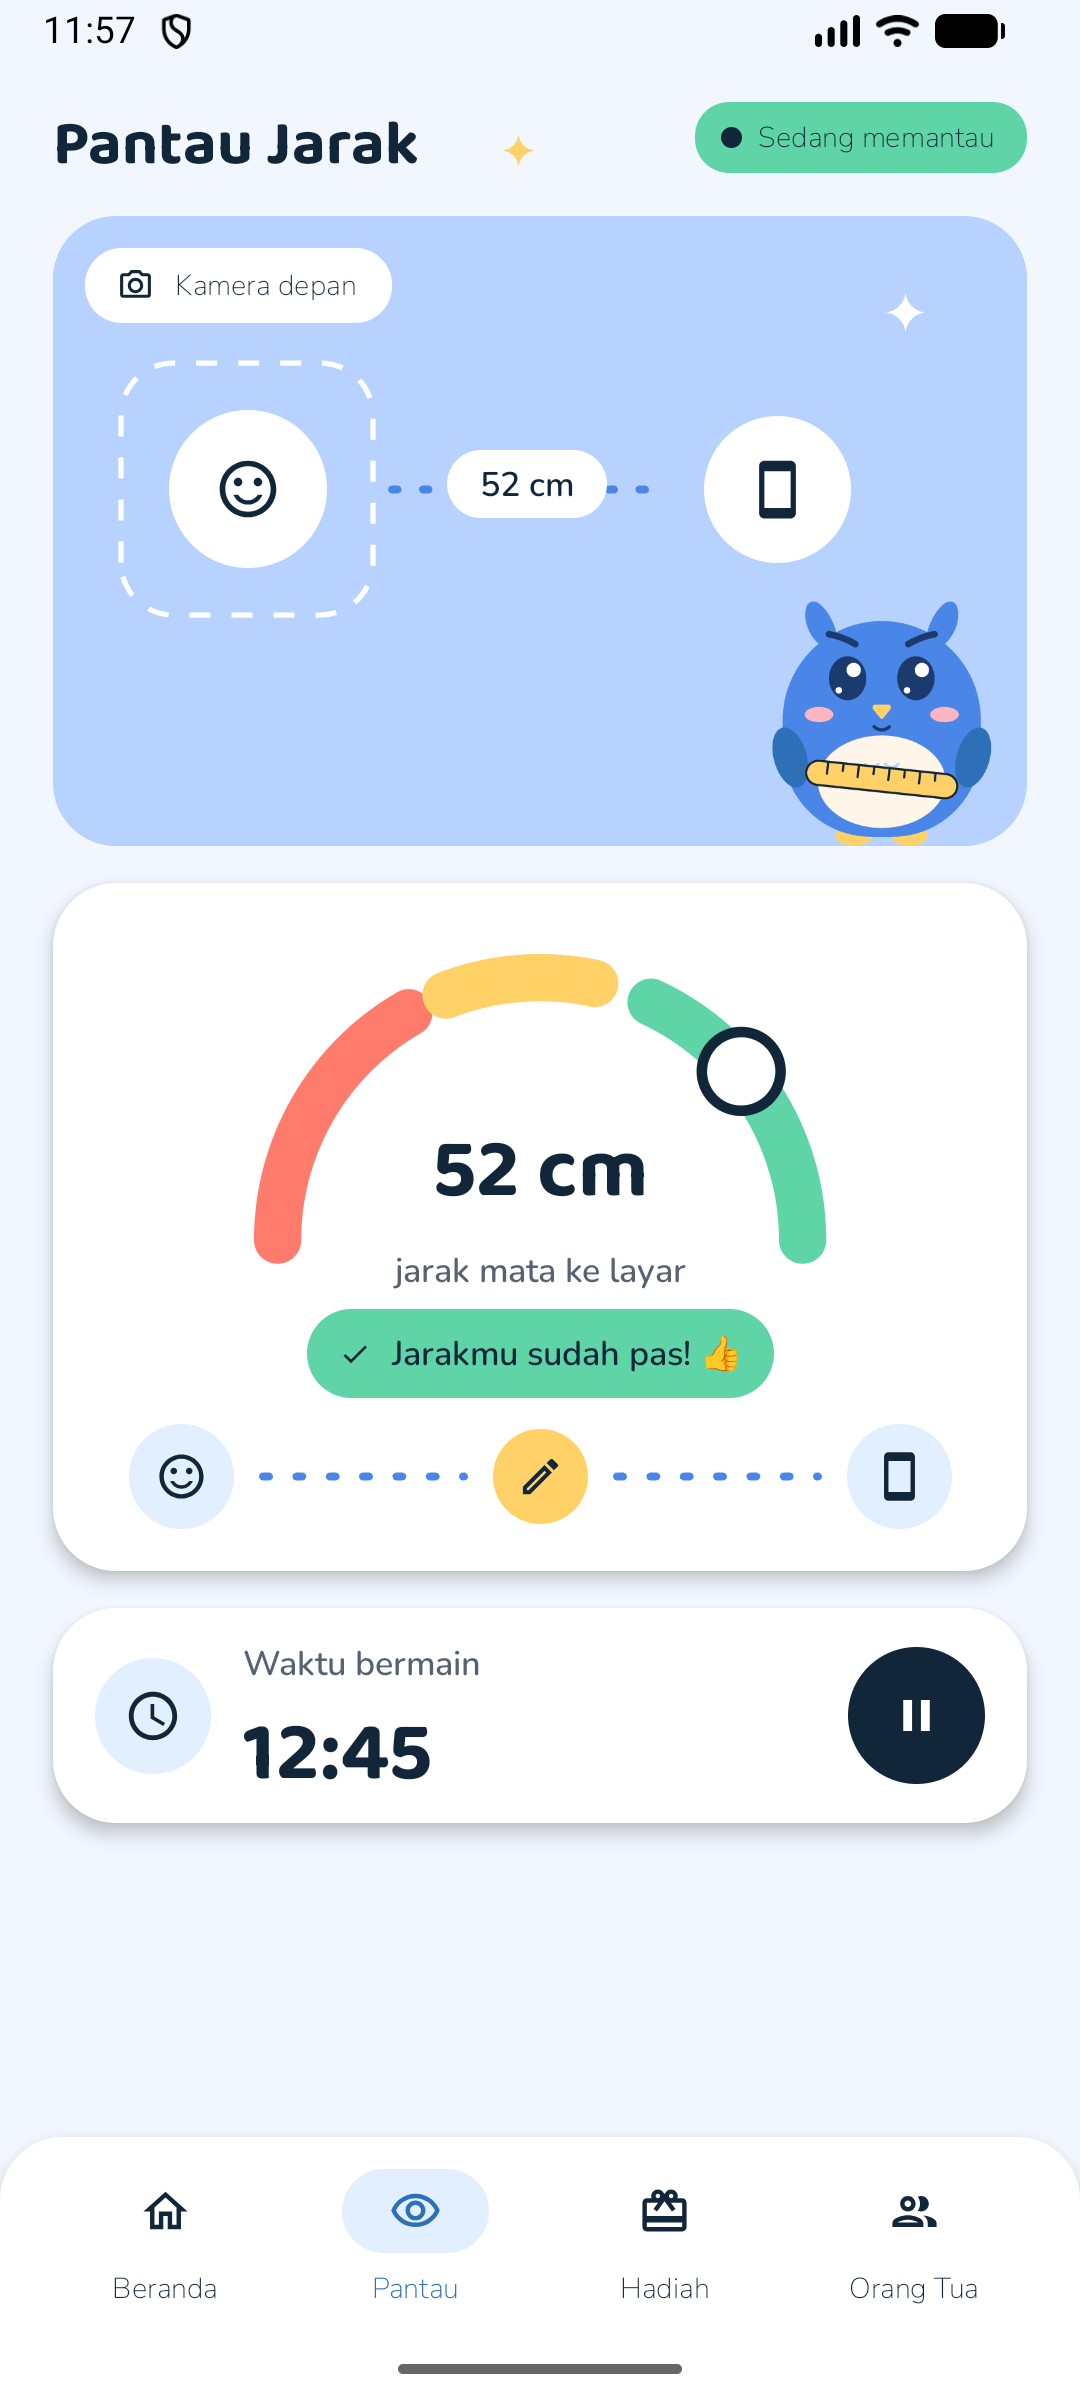 11:57
Pantau Jarak
Sedang memantau
Kamera depan
52 cm
52 cm
jarak mata ke layar
Jarakmu sudah pas! 👍
Waktu bermain
12:45
Beranda
Pantau
Hadiah
Orang Tua